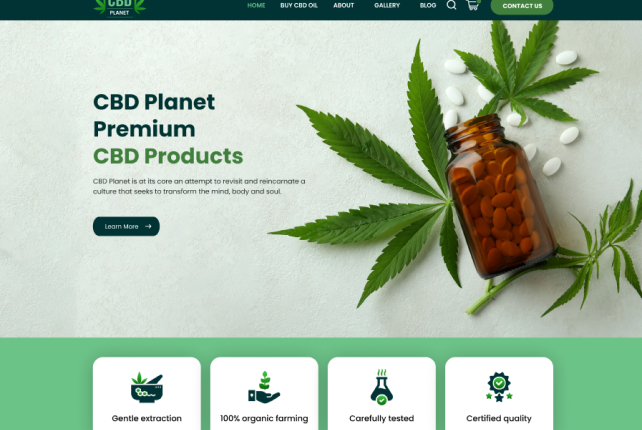 CBD
PLANET
HOME BUY CBD OIL ABOUT GALLERY BLOG CONTACT US
CBD Planet
Premium
CBD Products
CBD Planet is at its core an attempt to revisit and reincarnate a
culture that seeks to transform the mind, body and soul.
Learn More
Gentle extraction
100% organic farming
Carefully tested
Certified quality